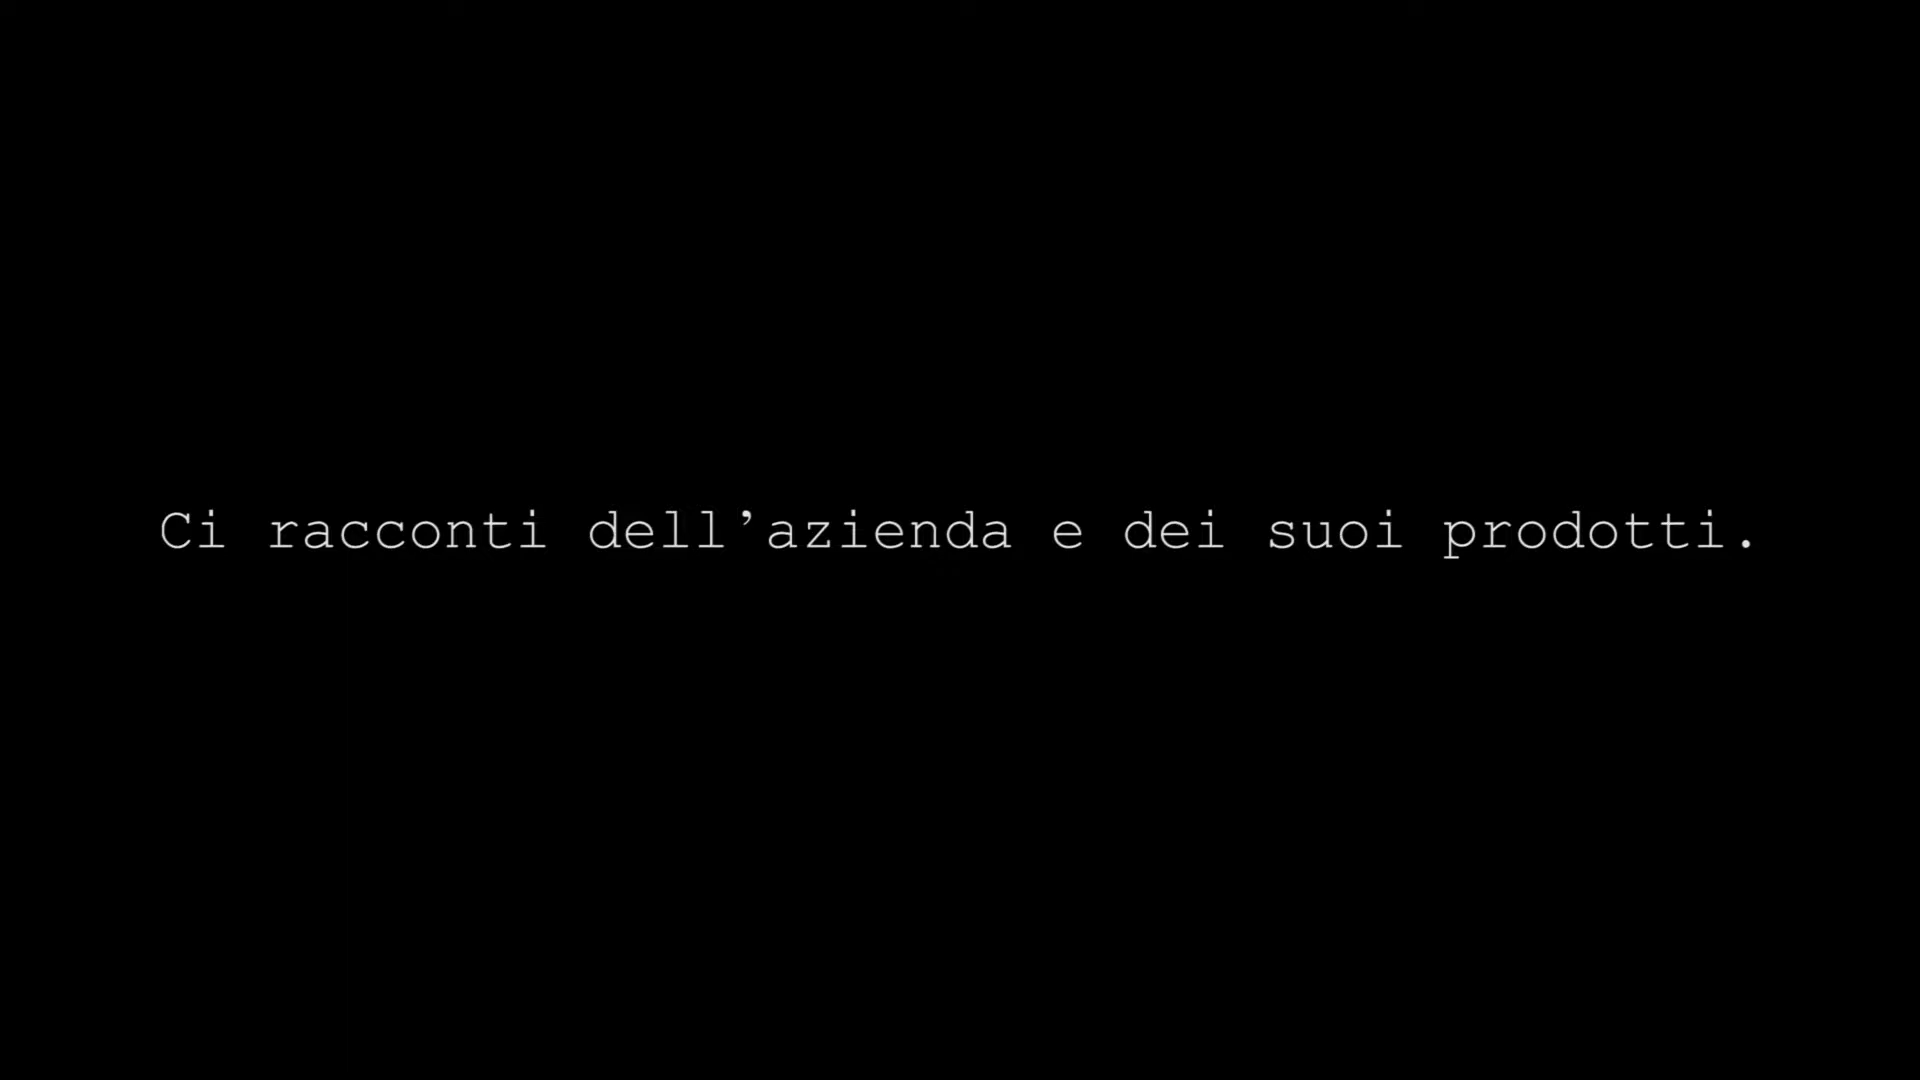 Ci racconti dell’azienda e dei suoi prodotti.